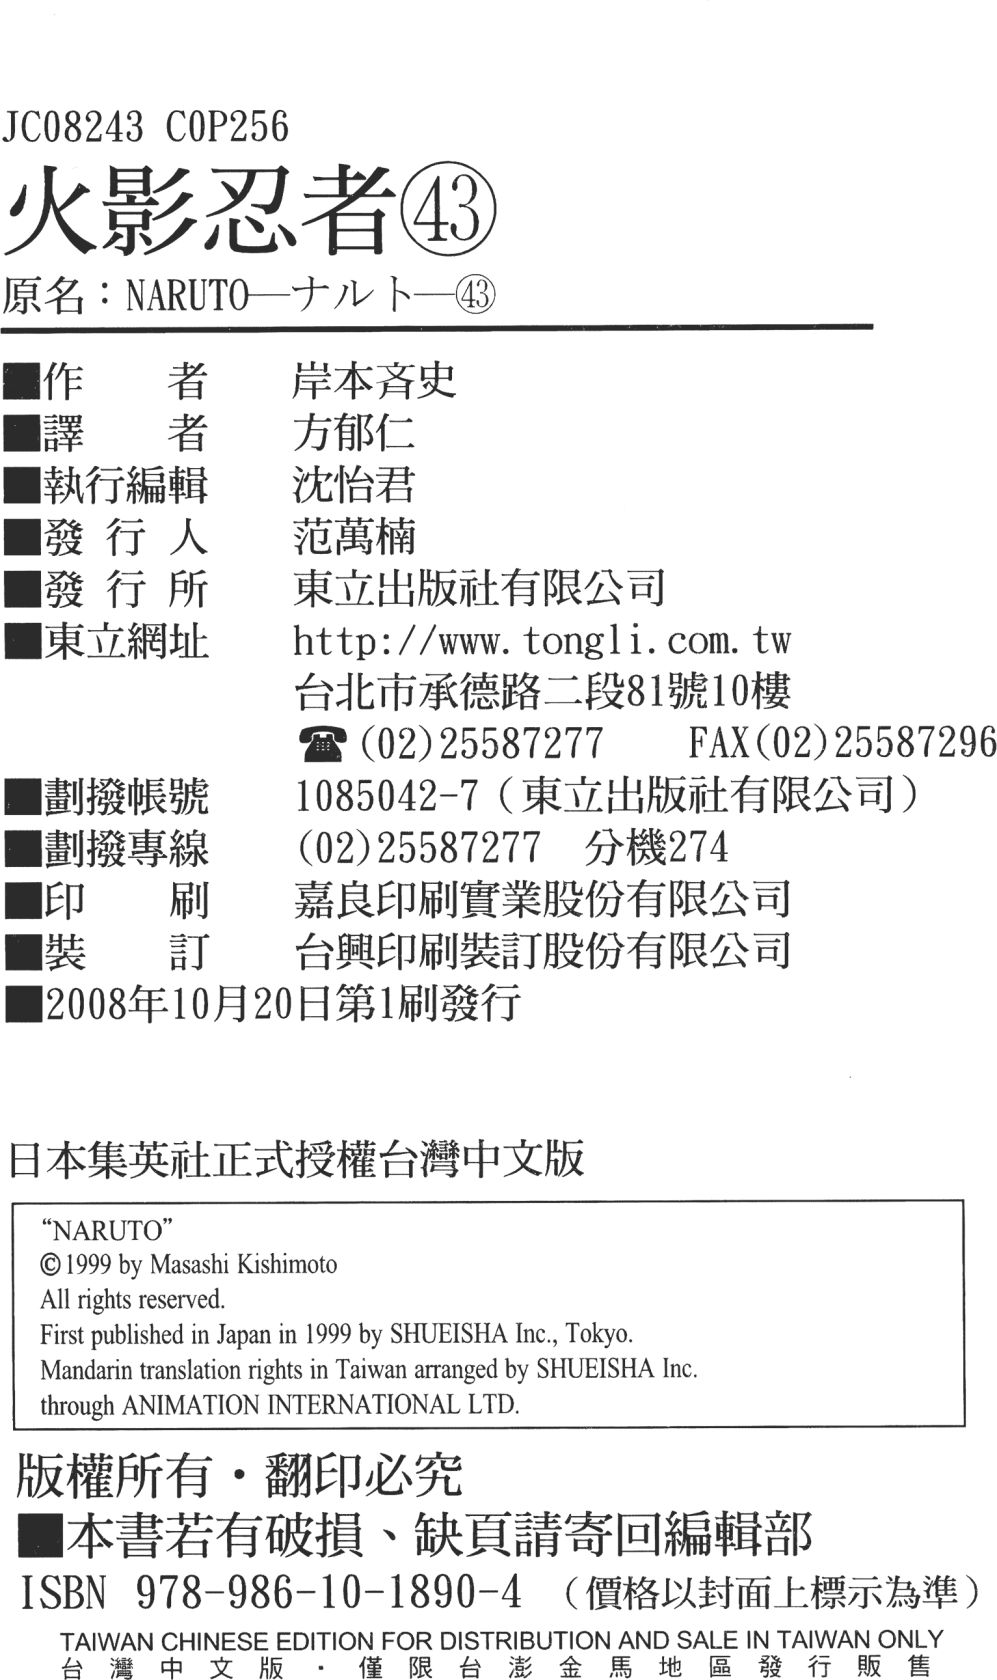 JC08243 C0P256
火影忍者㊸
原名：NARUTO—ナルト—㊸
■作者 岸本斉史
■譯者 方郁仁
■執行編輯 沈怡君
■發行人 范萬楠
■發行所 東立出版社有限公司
■東立網址 http://www.tongli.com.tw
台北市承德路二段81號10樓
☎(02)25587277 FAX(02)25587296
■劃撥帳號 1085042-7（東立出版社有限公司）
■劃撥專線 (02)25587277 分機274
■印刷 嘉良印刷實業股份有限公司
■裝訂 台興印刷裝訂股份有限公司
■2008年10月20日第1刷發行
日本集英社正式授權台灣中文版
“NARUTO”
©1999 by Masashi Kishimoto
All rights reserved.
First published in Japan in 1999 by SHUEISHA Inc., Tokyo.
Mandarin translation rights in Taiwan arranged by SHUEISHA Inc.
through ANIMATION INTERNATIONAL LTD.
版權所有・翻印必究
■本書若有破損、缺頁請寄回編輯部
ISBN 978-986-10-1890-4 （價格以封面上標示為準）
TAIWAN CHINESE EDITION FOR DISTRIBUTION AND SALE IN TAIWAN ONLY
台灣中文版・僅限台澎金馬地區發行販售